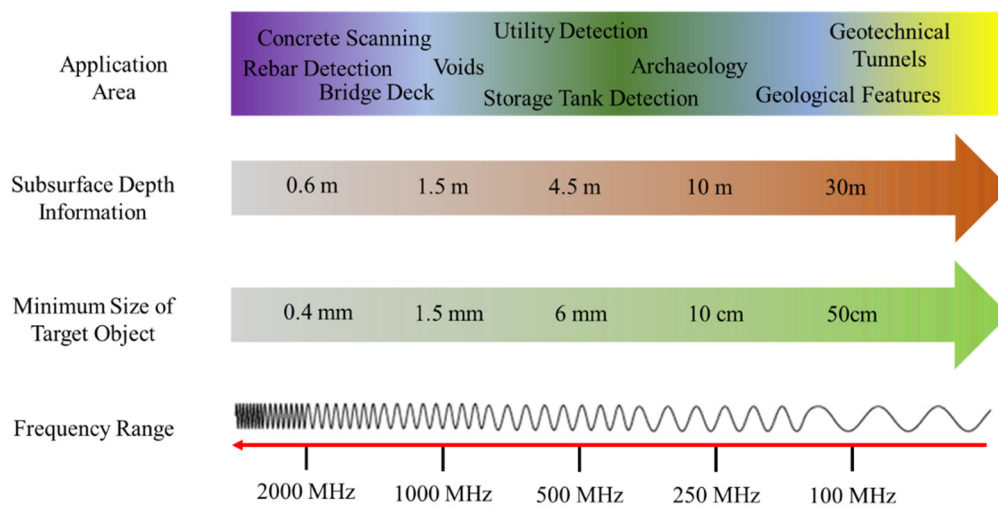 Application
Area
Concrete Scanning
Rebar Detection
Bridge Deck
Voids
Utility Detection
Storage Tank Detection
Archaeology
Geological Features
Geotechnical
Tunnels
Subsurface Depth
Information
0.6 m 1.5 m 4.5 m 10 m 30m
Minimum Size of
Target Object
0.4 mm 1.5 mm 6 mm 10 cm 50cm
Frequency Range
2000 MHz 1000 MHz 500 MHz 250 MHz 100 MHz